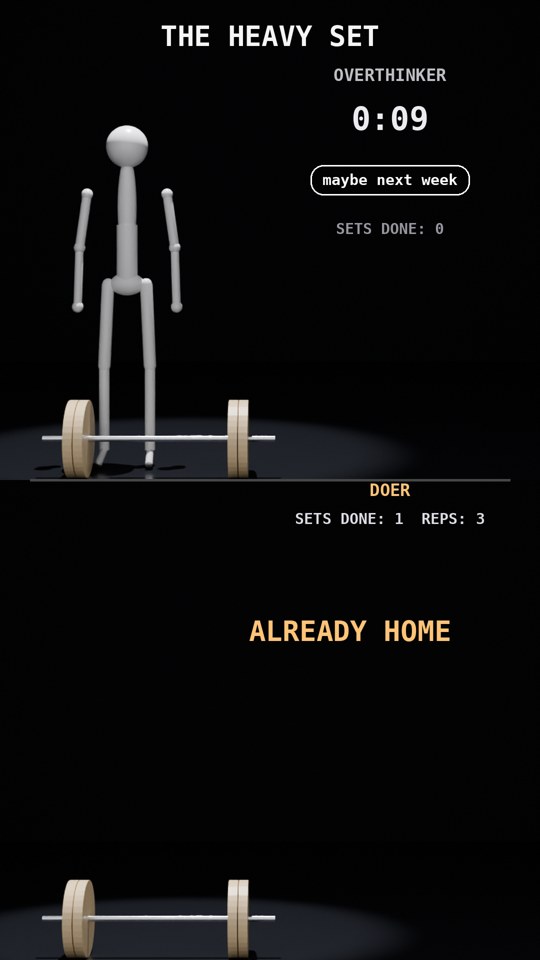 THE HEAVY SET
OVERTHINKER
0:09
maybe next week
SETS DONE: 0
DOER
SETS DONE: 1  REPS: 3
ALREADY HOME